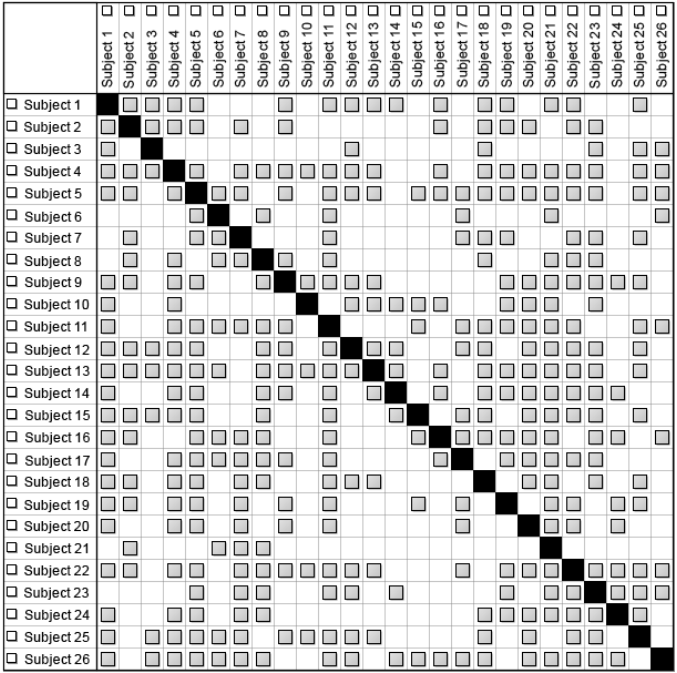 Subject 1
Subject 2
Subject 3
Subject 4
Subject 5
Subject 6
Subject 7
Subject 8
Subject 9
Subject 10
Subject 11
Subject 12
Subject 13
Subject 14
Subject 15
Subject 16
Subject 17
Subject 18
Subject 19
Subject 20
Subject 21
Subject 22
Subject 23
Subject 24
Subject 25
Subject 26
Subject 1
Subject 2
Subject 3
Subject 4
Subject 5
Subject 6
Subject 7
Subject 8
Subject 9
Subject 10
Subject 11
Subject 12
Subject 13
Subject 14
Subject 15
Subject 16
Subject 17
Subject 18
Subject 19
Subject 20
Subject 21
Subject 22
Subject 23
Subject 24
Subject 25
Subject 26